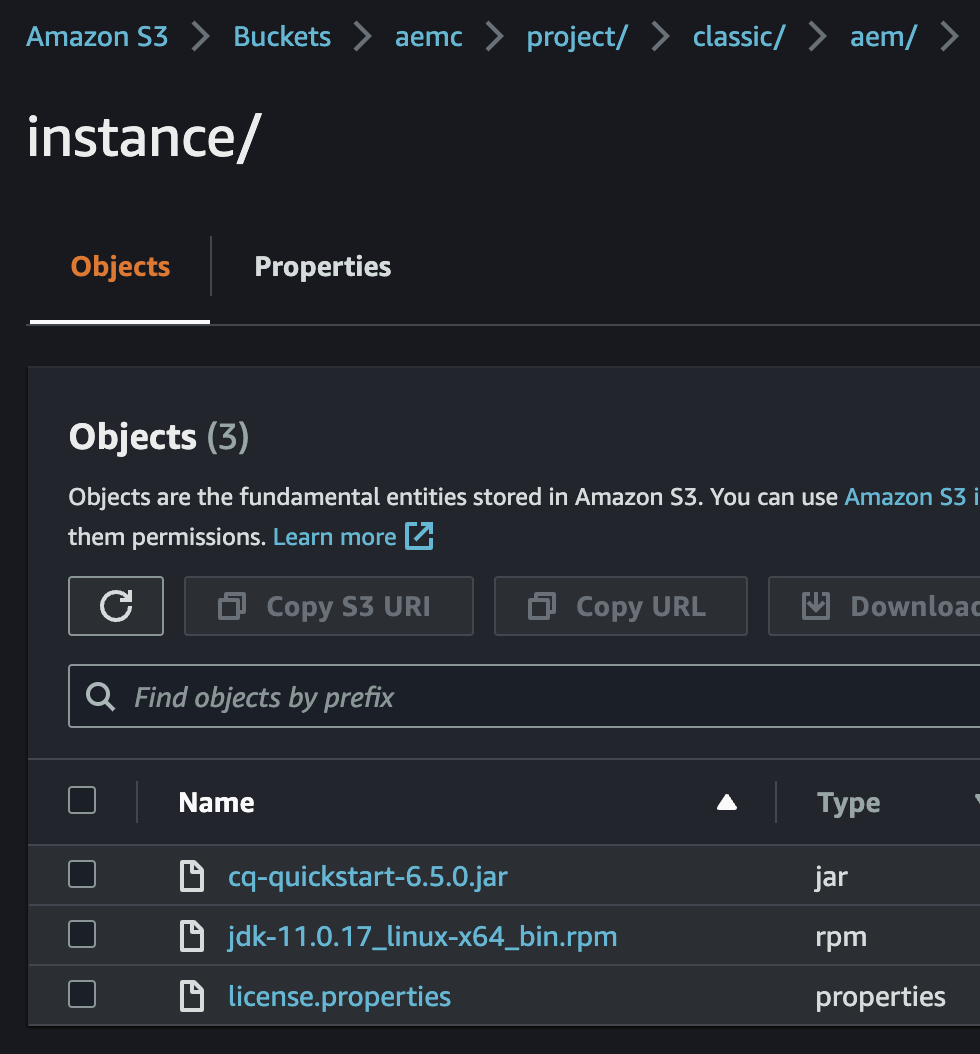 Amazon S3 Buckets aemc project/ classic/ aem/
instance/
Objects Properties
Objects (3)
Objects are the fundamental entities stored in Amazon S3. You can use Amazon S3 i
them permissions. Learn more
Copy S3 URI Copy URL Download
Find objects by prefix
Name Type
cq-quickstart-6.5.0.jar jar
jdk-11.0.17_linux-x64_bin.rpm rpm
license.properties properties